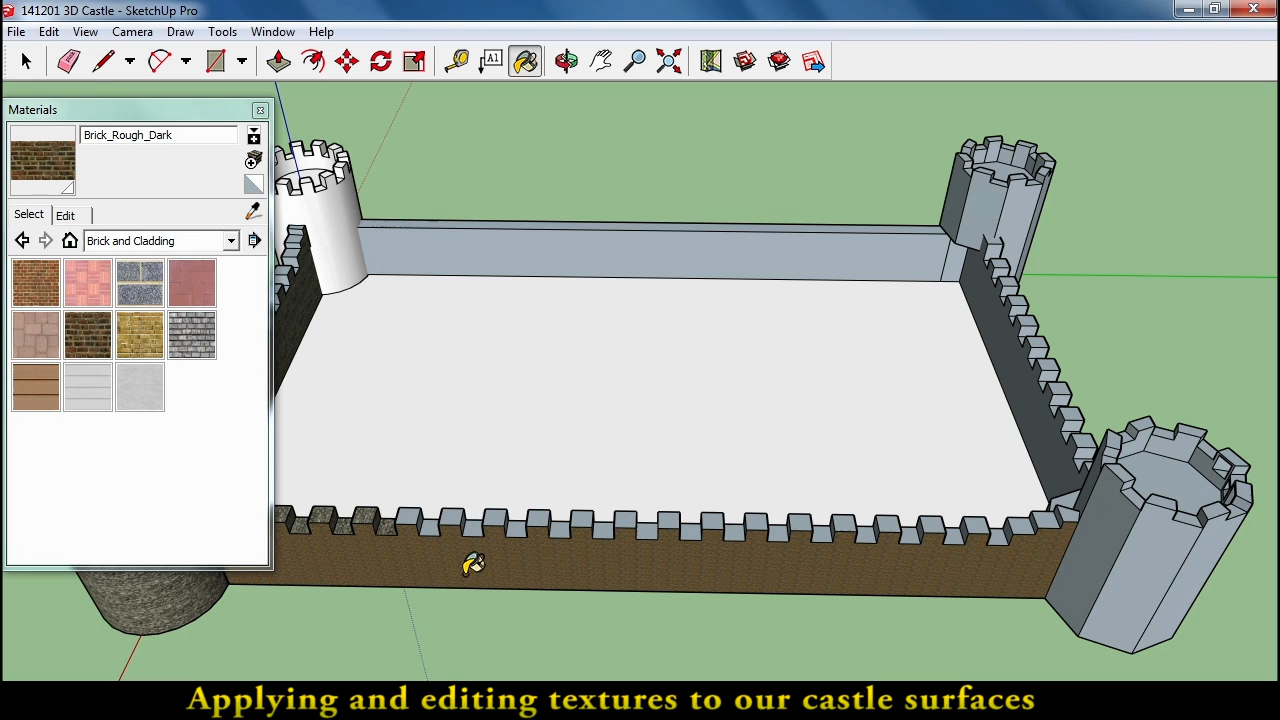 141201 3D Castle - SketchUp Pro
File Edit View Camera Draw Tools Window Help
A1
Materials
Brick_Rough_Dark
Select Edit
Brick and Cladding
Applying and editing textures to our castle surfaces